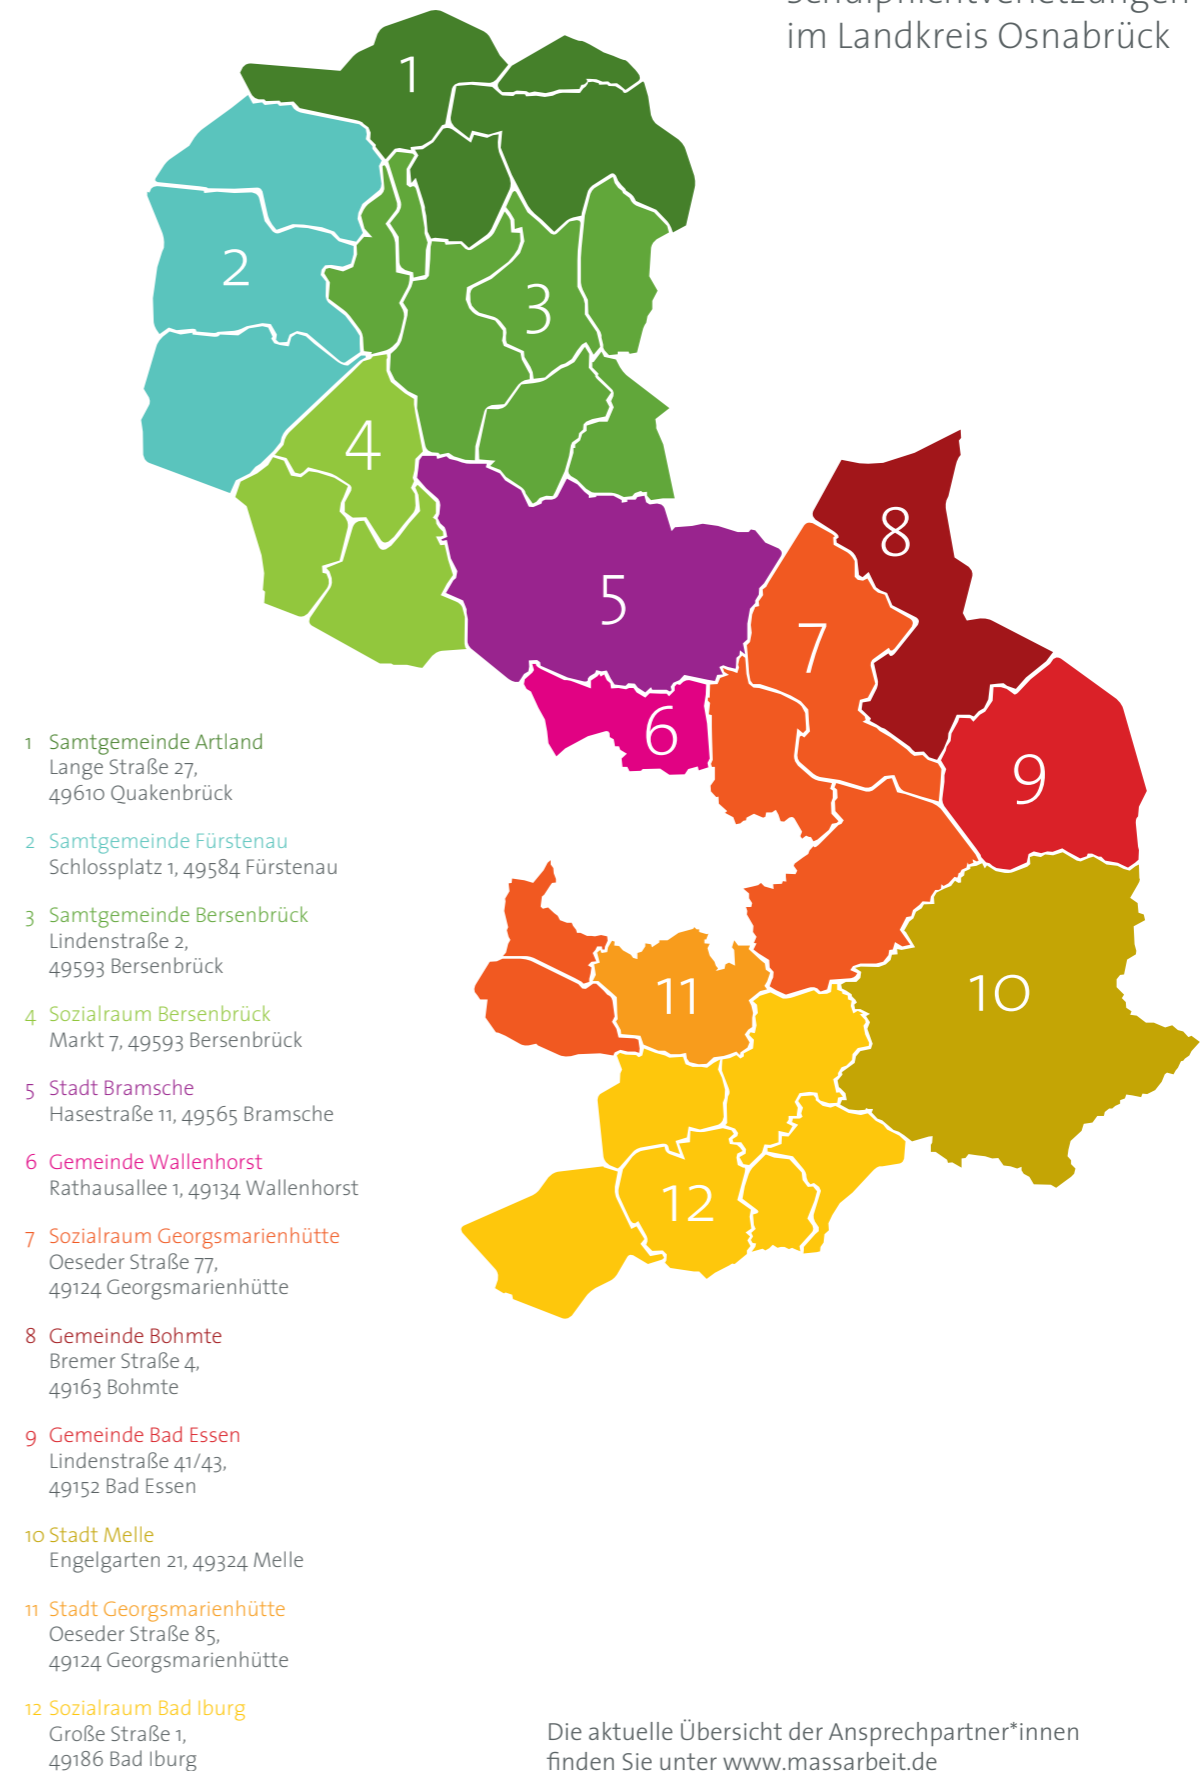 Schulpflichtverletzungen
im Landkreis Osnabrück
1
2
3
4
5
6
7
8
9
10
11
12
1 Samtgemeinde Artland
Lange Straße 27,
49610 Quakenbrück
2 Samtgemeinde Fürstenau
Schlossplatz 1, 49584 Fürstenau
3 Samtgemeinde Bersenbrück
Lindenstraße 2,
49593 Bersenbrück
4 Sozialraum Bersenbrück
Markt 7, 49593 Bersenbrück
5 Stadt Bramsche
Hasestraße 11, 49565 Bramsche
6 Gemeinde Wallenhorst
Rathausallee 1, 49134 Wallenhorst
7 Sozialraum Georgsmarienhütte
Oeseder Straße 77,
49124 Georgsmarienhütte
8 Gemeinde Bohmte
Bremer Straße 4,
49163 Bohmte
9 Gemeinde Bad Essen
Lindenstraße 41/43,
49152 Bad Essen
10 Stadt Melle
Engelgarten 21, 49324 Melle
11 Stadt Georgsmarienhütte
Oeseder Straße 85,
49124 Georgsmarienhütte
12 Sozialraum Bad Iburg
Große Straße 1,
49186 Bad Iburg
Die aktuelle Übersicht der Ansprechpartner*innen
finden Sie unter www.massarbeit.de